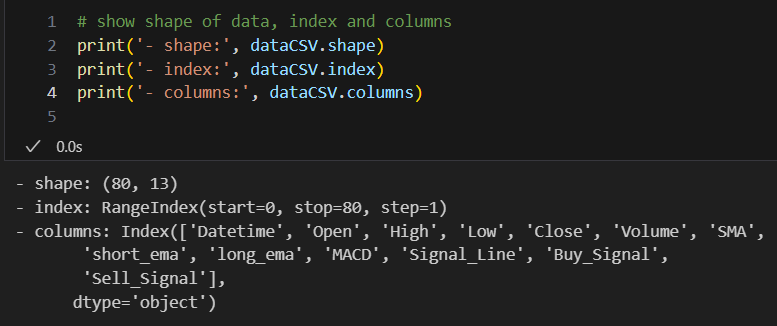 1 # show shape of data, index and columns
2 print('- shape:', dataCSV.shape)
3 print('- index:', dataCSV.index)
4 print('- columns:', dataCSV.columns)
5
✓ 0.0s
- shape: (80, 13)
- index: RangeIndex(start=0, stop=80, step=1)
- columns: Index(['Datetime', 'Open', 'High', 'Low', 'Close', 'Volume', 'SMA',
'short_ema', 'long_ema', 'MACD', 'Signal_Line', 'Buy_Signal',
'Sell_Signal'],
dtype='object')